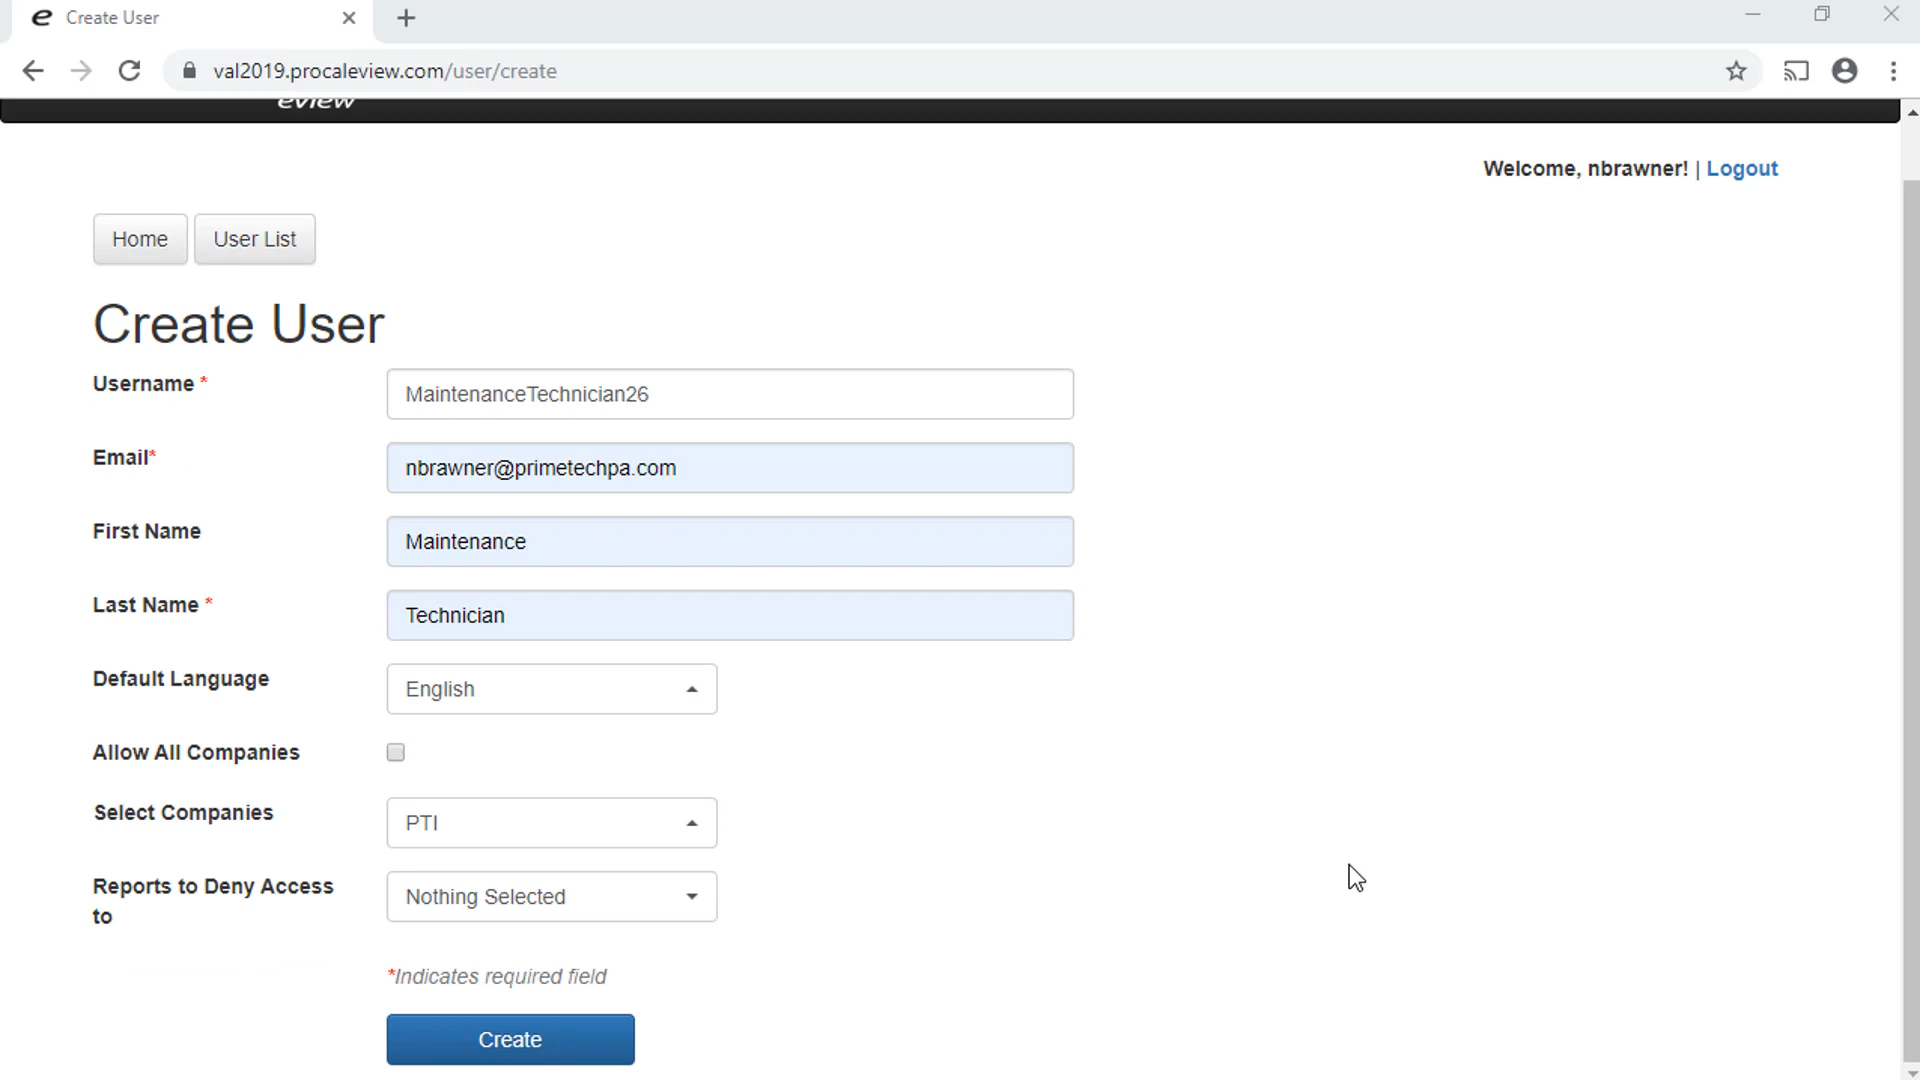 e Create User
val2019.procaleview.com/user/create
eview
Welcome, nbrawner! | Logout
Home User List
Create User
Username * MaintenanceTechnician26
Email* nbrawner@primetechpa.com
First Name Maintenance
Last Name * Technician
Default Language English
Allow All Companies
Select Companies PTI
Reports to Deny Access Nothing Selected
to
*Indicates required field
Create